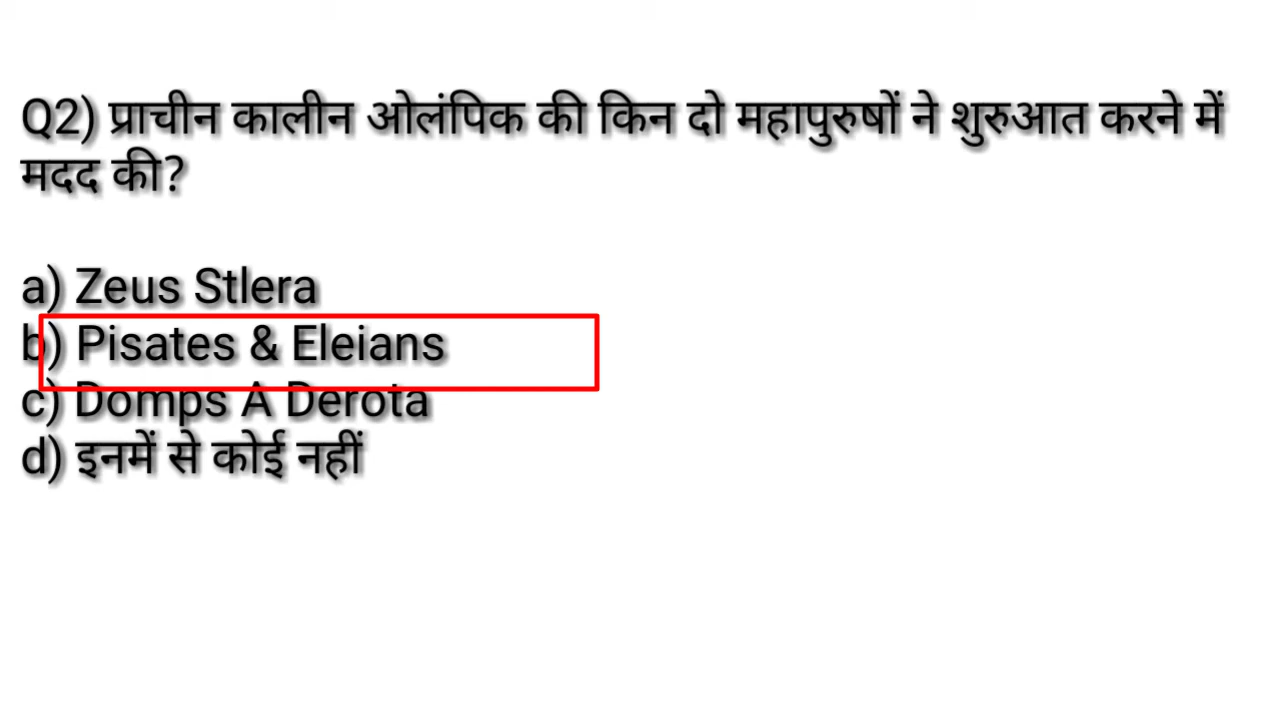 Q2) प्राचीन कालीन ओलंपिक की किन दो महापुरुषों ने शुरुआत करने में
मदद की?
a) Zeus Stlera
b) Pisates & Eleians
c) Domps A Derota
d) इनमें से कोई नहीं